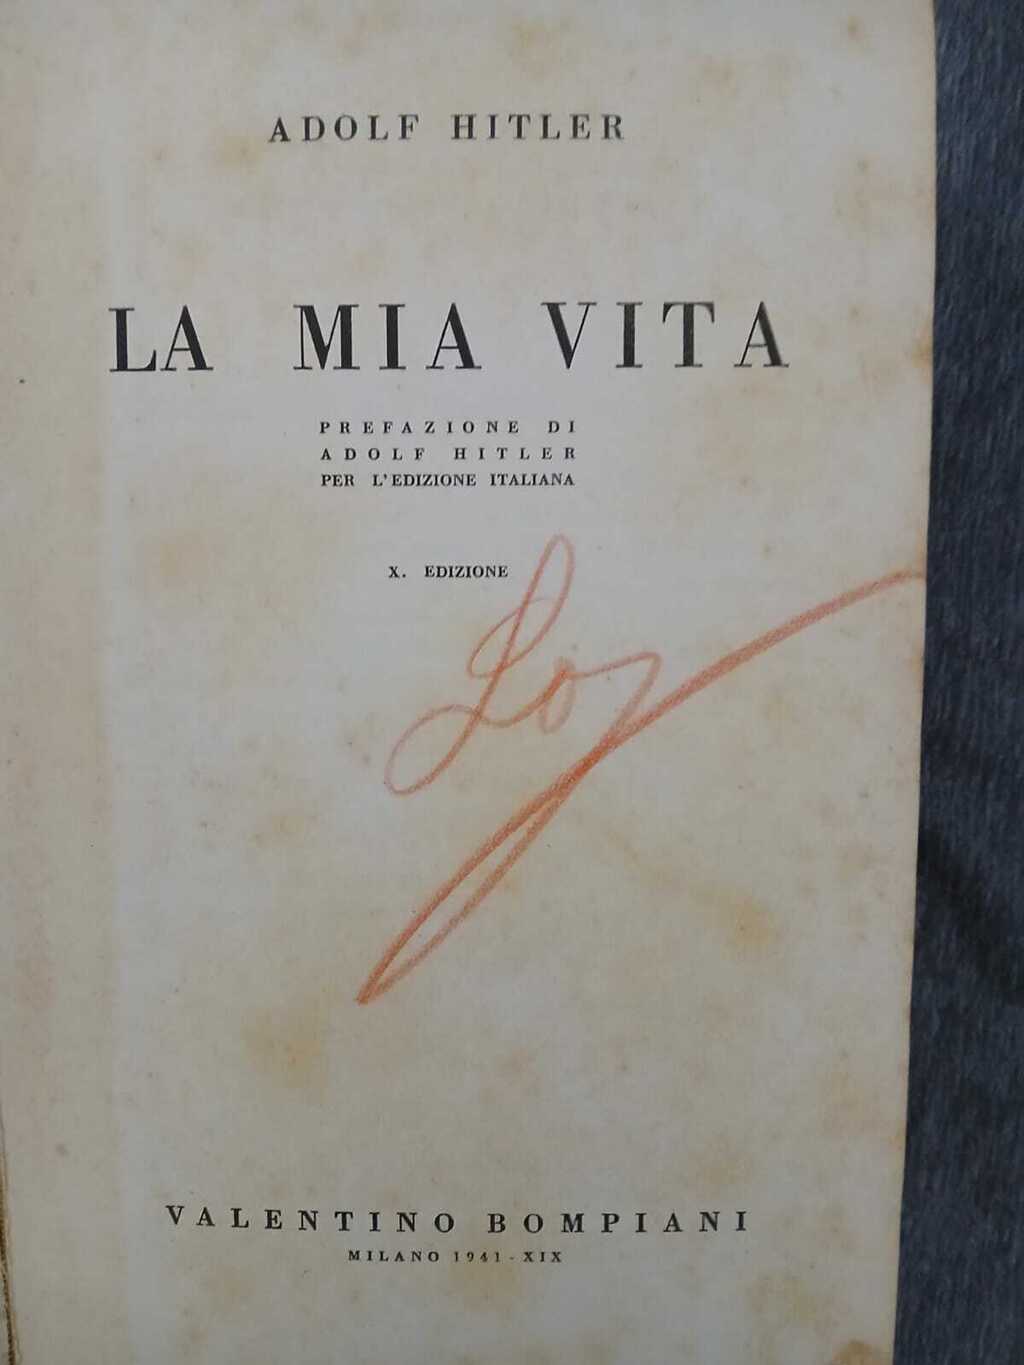 ADOLF HITLER
LA MIA VITA
PREFAZIONE DI
ADOLF HITLER
PER L'EDIZIONE ITALIANA
X. EDIZIONE
VALENTINO BOMPIANI
MILANO 1941 - XIX